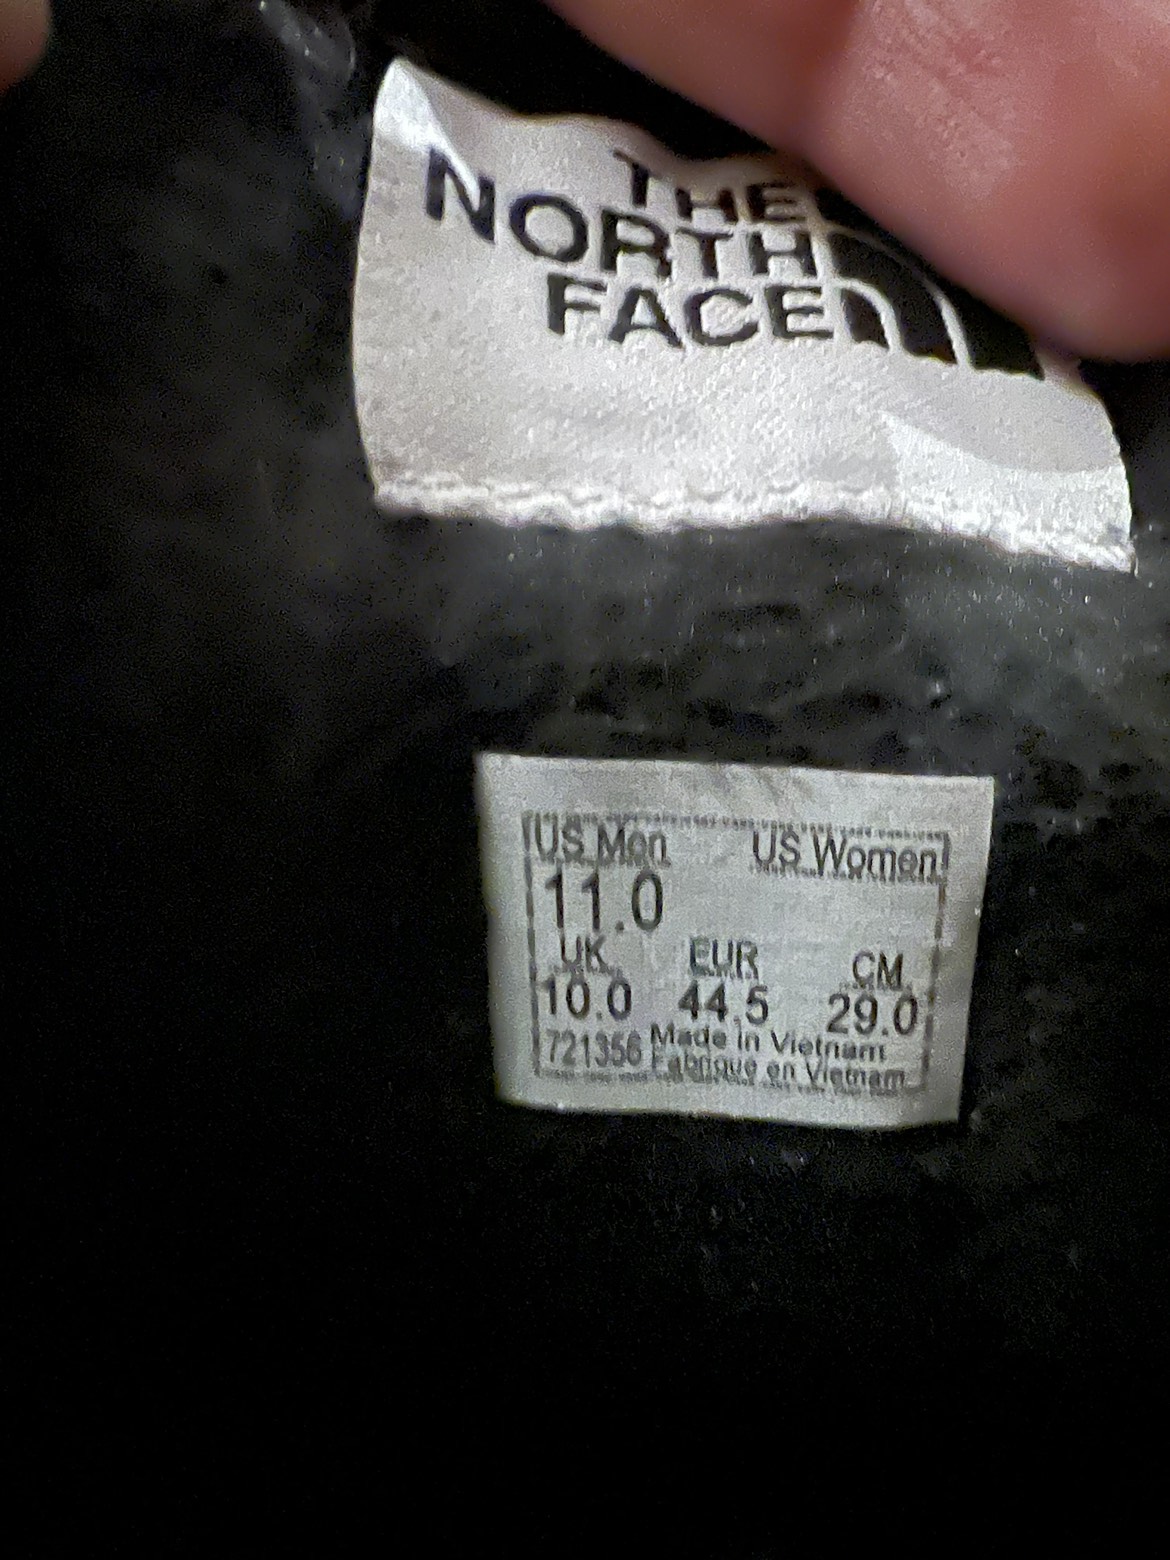 THE
NORTH
FACE
US Men US Women
11.0
UK EUR CM
10.0 44.5 29.0
721356 Made in Vietnam
Fabrique en Vietnam